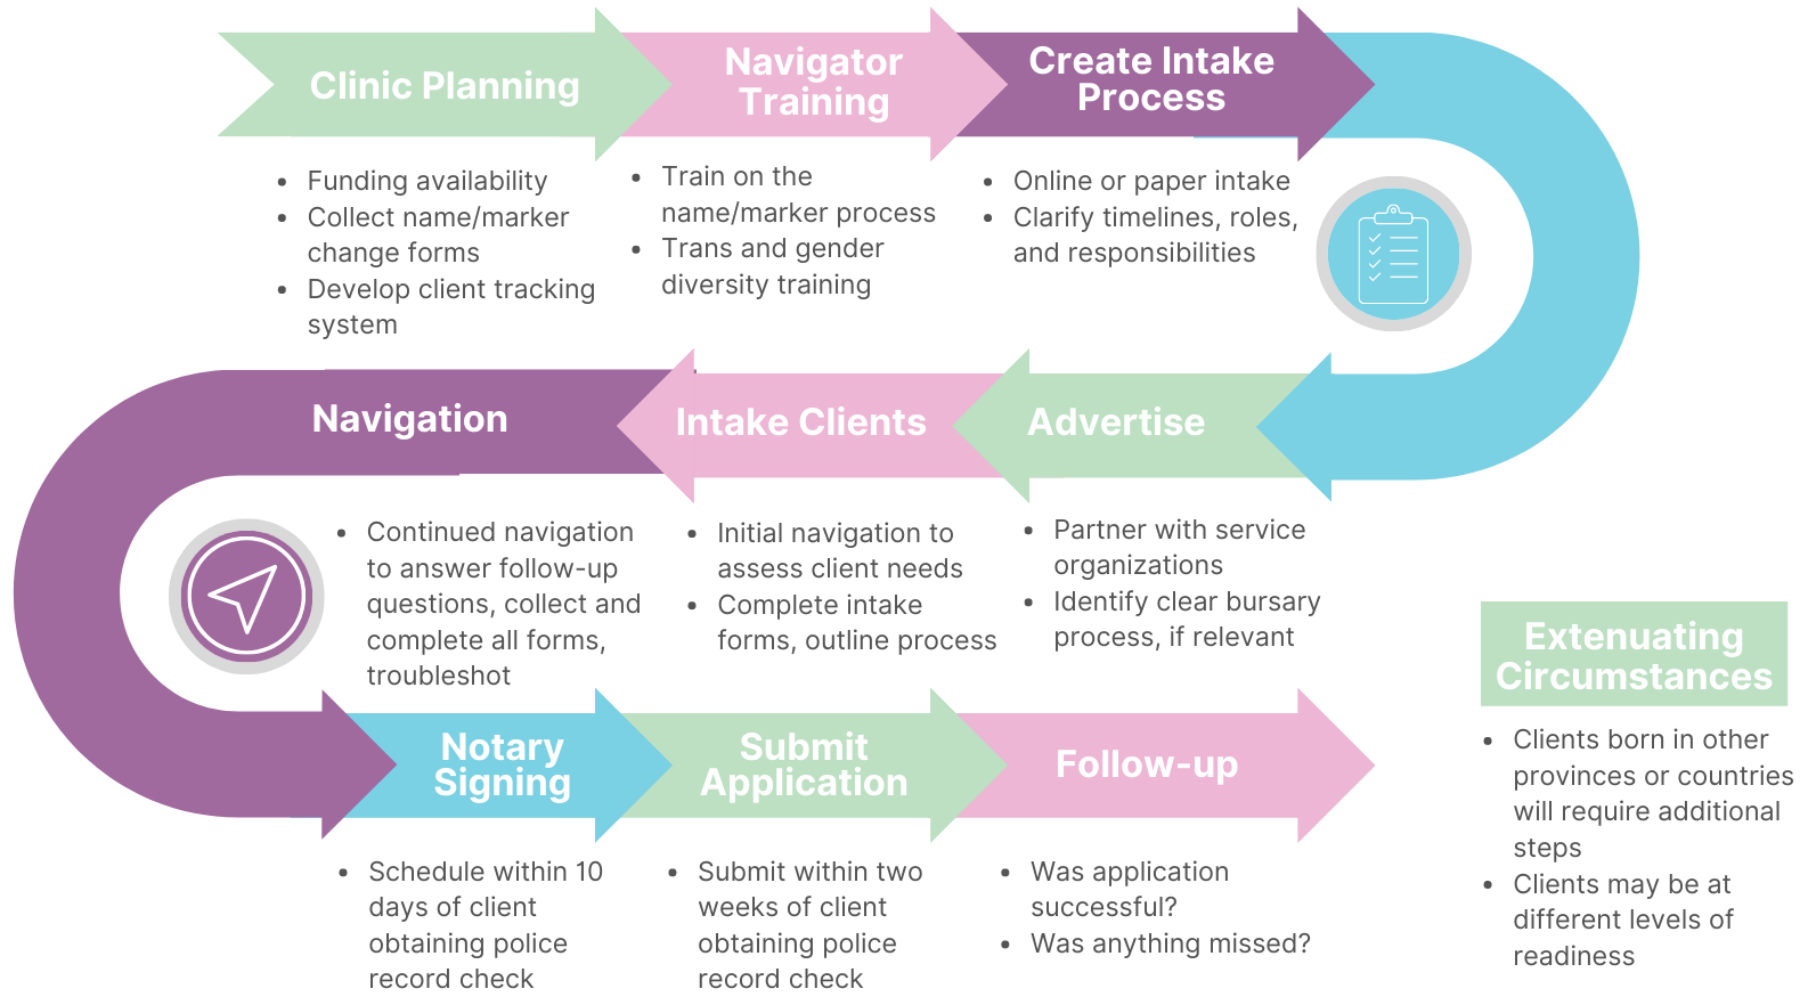 Clinic Planning
• Funding availability
• Collect name/marker
change forms
• Develop client tracking
system
Navigator
Training
• Train on the
name/marker process
• Trans and gender
diversity training
Create Intake
Process
• Online or paper intake
• Clarify timelines, roles,
and responsibilities
Advertise
• Partner with service
organizations
• Identify clear bursary
process, if relevant
Intake Clients
• Initial navigation to
assess client needs
• Complete intake
forms, outline process
Navigation
• Continued navigation
to answer follow-up
questions, collect and
complete all forms,
troubleshot
Notary
Signing
• Schedule within 10
days of client
obtaining police
record check
Submit
Application
• Submit within two
weeks of client
obtaining police
record check
Follow-up
• Was application
successful?
• Was anything missed?
Extenuating
Circumstances
• Clients born in other
provinces or countries
will require additional
steps
• Clients may be at
different levels of
readiness